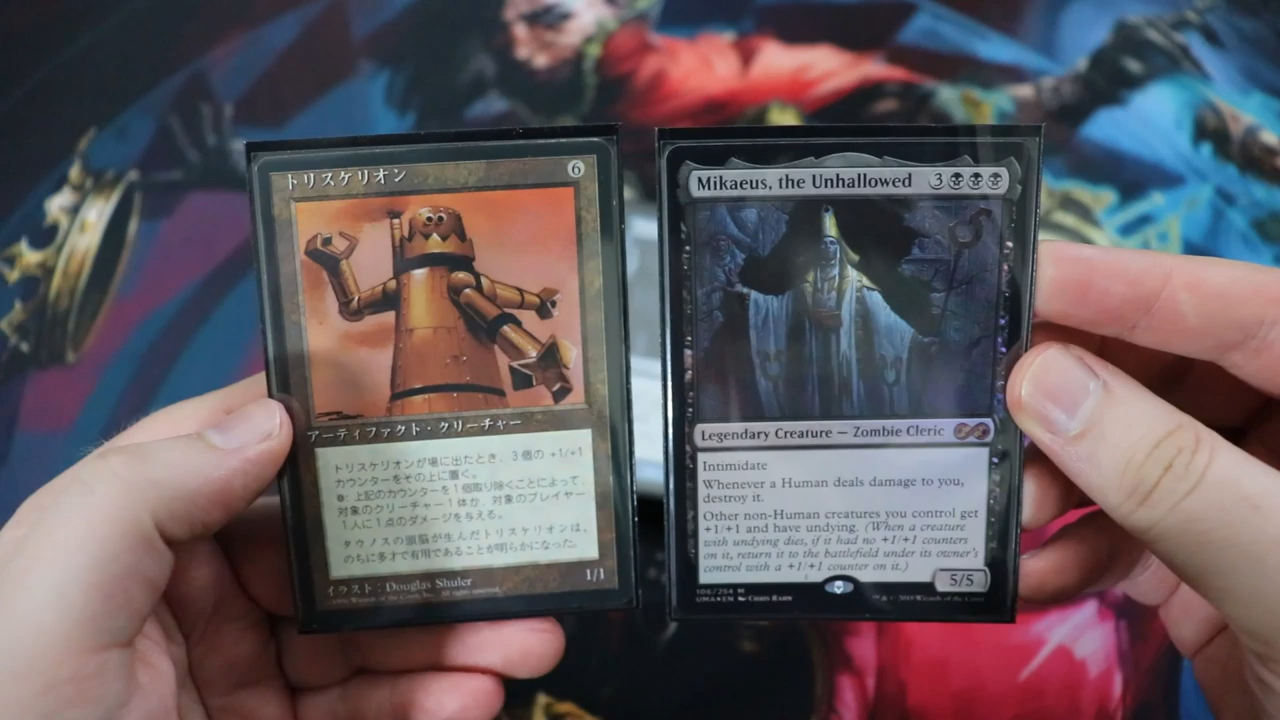 トリスケリオン
6
アーティファクト・クリーチャー
トリスケリオンが場に出たとき、3個の +1/+1
カウンターをその上に置く。
0: 上記のカウンターを1個取り除くことによって、
対象のクリーチャー1体か、対象のプレイヤー
1人に1点のダメージを与える。
タウノスの頭脳が生んだトリスケリオンは、
のちに多才で有用であることが明らかになった。
イラスト：Douglas Shuler
1/1
Mikaeus, the Unhallowed
3
Legendary Creature — Zombie Cleric
Intimidate
Whenever a Human deals damage to you,
destroy it.
Other non-Human creatures you control get
+1/+1 and have undying. (When a creature
with undying dies, if it had no +1/+1 counters
on it, return it to the battlefield under its owner's
control with a +1/+1 counter on it.)
5/5
106/254 M
UMA EN Chris Rahn